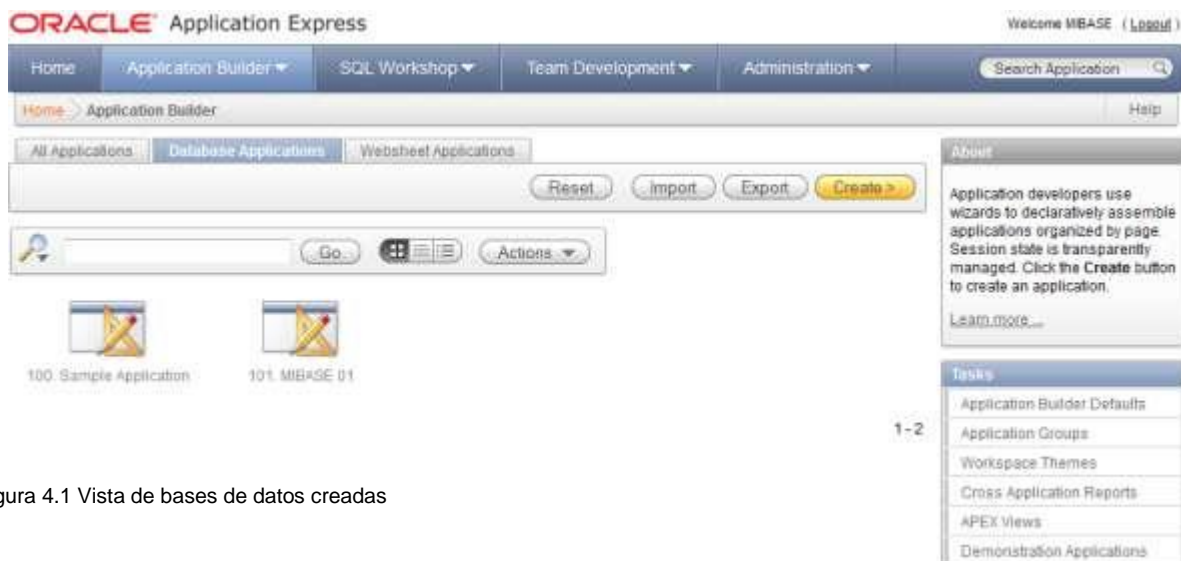 ORACLE Application Express
Welcome MIBASE ( Logout )
Home
Application Builder
SQL Workshop
Team Development
Administration
Search Application
Home
Application Builder
Help
All Applications
Database Applications
Websheet Applications
Reset
Import
Export
Create >
Go
Actions
100. Sample Application
101. MIBASE 01
1 - 2
About
Application developers use
wizards to declaratively assemble
applications organized by page.
Session state is transparently
managed. Click the Create button
to create an application.
Learn more ...
Tasks
Application Builder Defaults
Application Groups
Workspace Themes
Cross Application Reports
APEX Views
Demonstration Applications
gura 4.1 Vista de bases de datos creadas